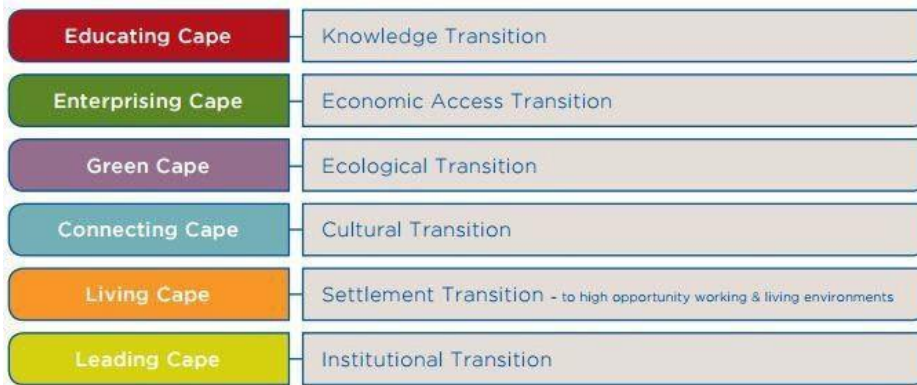 Educating Cape Knowledge Transition
Enterprising Cape Economic Access Transition
Green Cape Ecological Transition
Connecting Cape Cultural Transition
Living Cape Settlement Transition - to high opportunity working & living environments
Leading Cape Institutional Transition